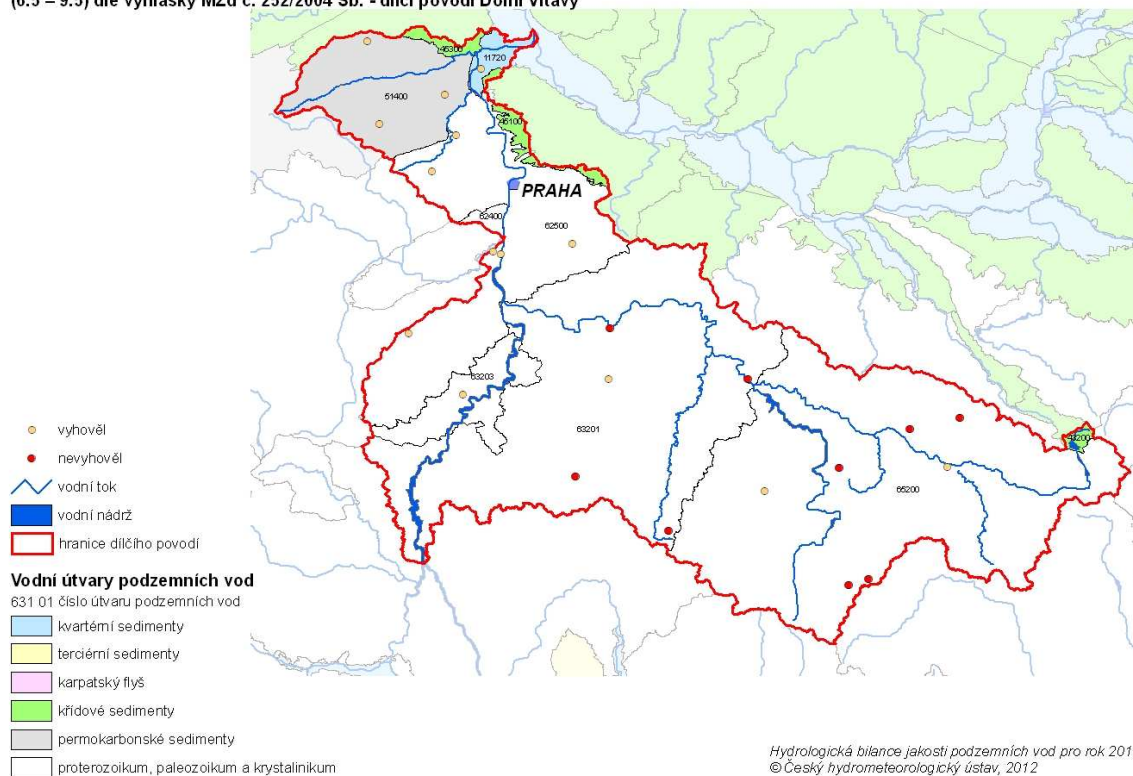 (6.5 – 9.5) dle vyhlášky MZd č. 252/2004 Sb. - dílčí povodí Dolní Vltavy
45300
11720
51400
45100
PRAHA
62400
62500
63203
63201
65200
vyhověl
nevyhověl
vodní tok
vodní nádrž
hranice dílčího povodí
Vodní útvary podzemních vod
631 01 číslo útvaru podzemních vod
kvartérní sedimenty
terciérní sedimenty
karpatský flyš
křídové sedimenty
permokarbonské sedimenty
proterozoikum, paleozoikum a krystalinikum
Hydrologická bilance jakosti podzemních vod pro rok 201
© Český hydrometeorologický ústav, 2012